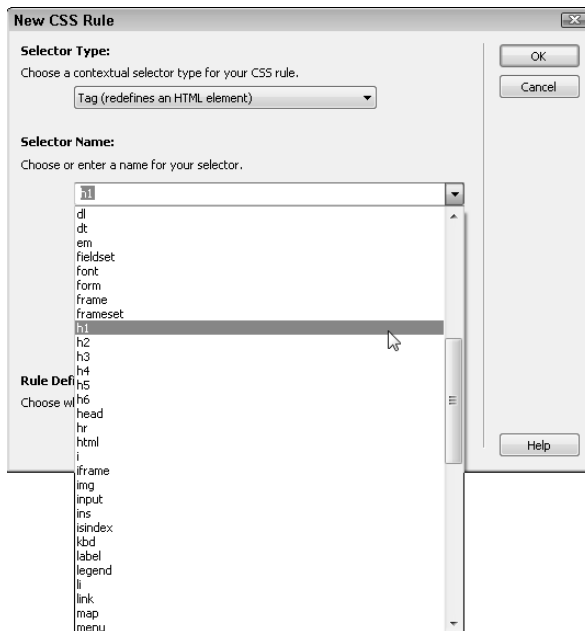 New CSS Rule
Selector Type:
Choose a contextual selector type for your CSS rule.
Tag (redefines an HTML element)
OK
Cancel
Selector Name:
Choose or enter a name for your selector.
h1
dl
dt
em
fieldset
font
form
frame
frameset
h1
h2
h3
h4
h5
h6
head
hr
html
i
iframe
img
input
ins
isindex
kbd
label
legend
li
link
map
menu
Rule Def
Choose w
Help